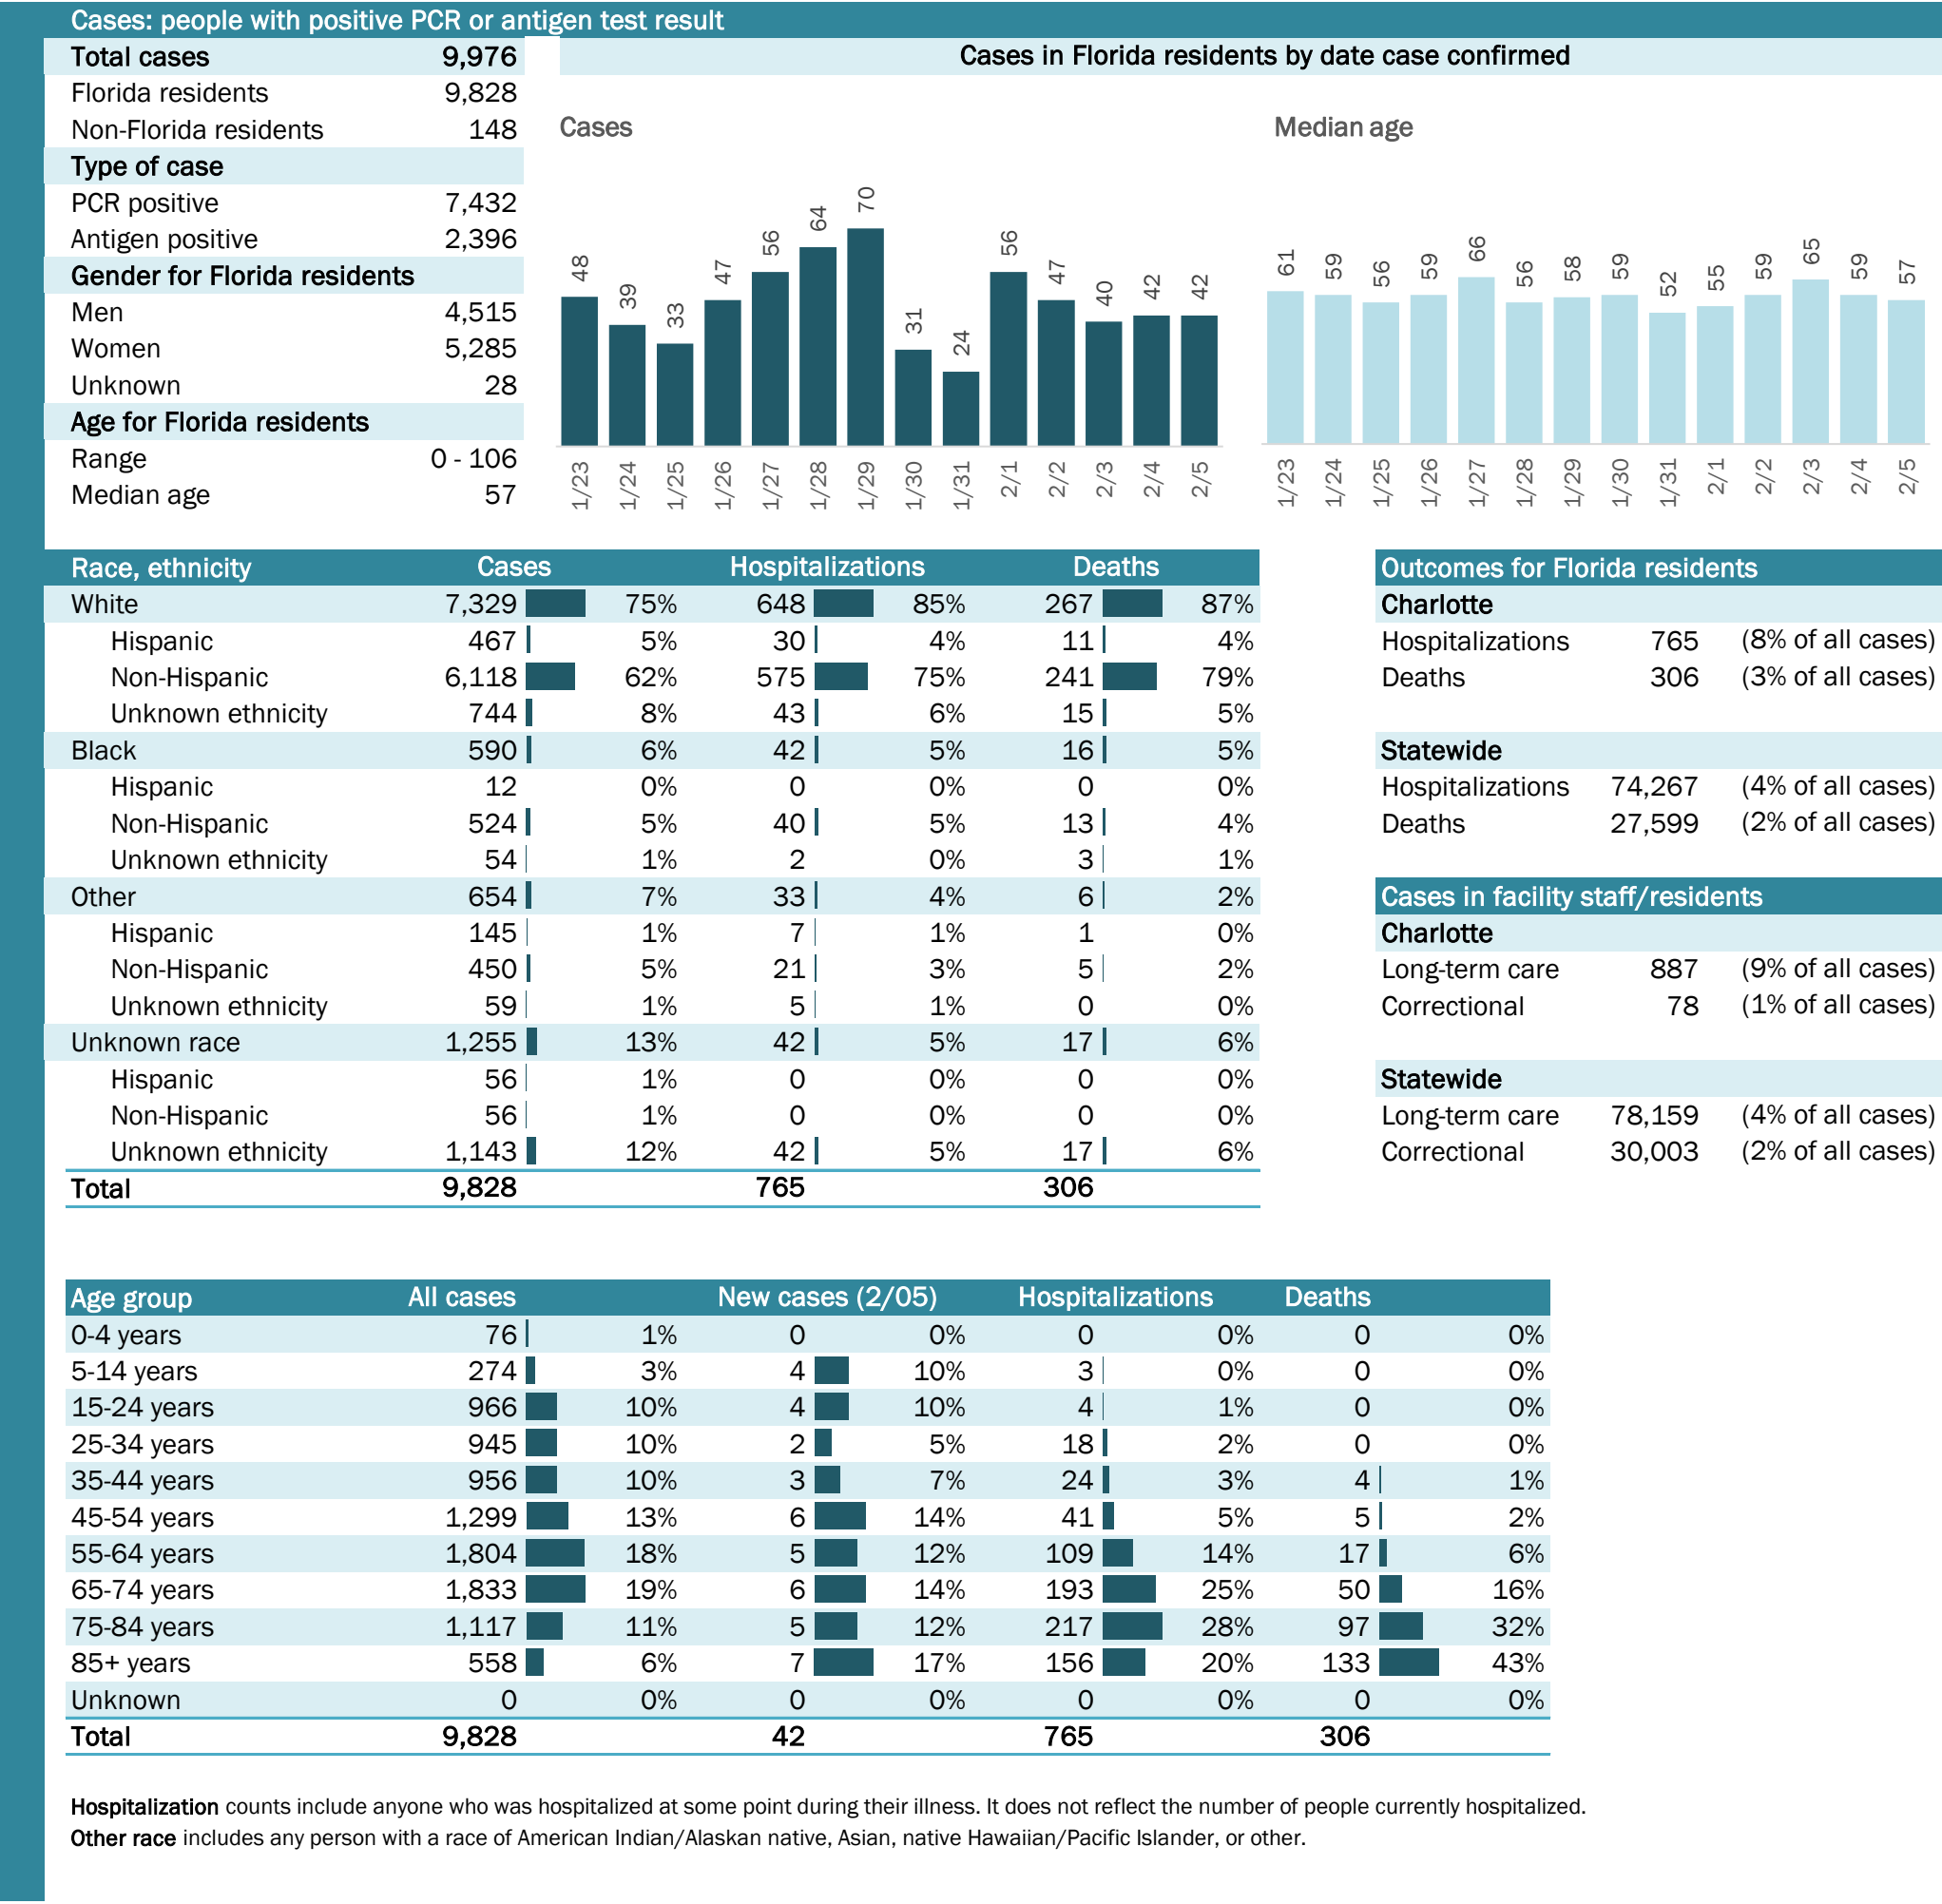 Cases: people with positive PCR or antigen test result
Total cases 9,976
Florida residents 9,828
Non-Florida residents 148
Type of case
PCR positive 7,432
Antigen positive 2,396
Gender for Florida residents
Men 4,515
Women 5,285
Unknown 28
Age for Florida residents
Range 0 - 106
Median age 57
Cases in Florida residents by date case confirmed
Cases
48 39 33 47 56 64 70 31 24 56 47 40 42 42
1/23 1/24 1/25 1/26 1/27 1/28 1/29 1/30 1/31 2/1 2/2 2/3 2/4 2/5
Median age
61 59 56 59 66 56 58 59 52 55 59 65 59 57
1/23 1/24 1/25 1/26 1/27 1/28 1/29 1/30 1/31 2/1 2/2 2/3 2/4 2/5
Race, ethnicity Cases Hospitalizations Deaths
White 7,329 75% 648 85% 267 87%
Hispanic 467 5% 30 4% 11 4%
Non-Hispanic 6,118 62% 575 75% 241 79%
Unknown ethnicity 744 8% 43 6% 15 5%
Black 590 6% 42 5% 16 5%
Hispanic 12 0% 0 0% 0 0%
Non-Hispanic 524 5% 40 5% 13 4%
Unknown ethnicity 54 1% 2 0% 3 1%
Other 654 7% 33 4% 6 2%
Hispanic 145 1% 7 1% 1 0%
Non-Hispanic 450 5% 21 3% 5 2%
Unknown ethnicity 59 1% 5 1% 0 0%
Unknown race 1,255 13% 42 5% 17 6%
Hispanic 56 1% 0 0% 0 0%
Non-Hispanic 56 1% 0 0% 0 0%
Unknown ethnicity 1,143 12% 42 5% 17 6%
Total 9,828 765 306
Outcomes for Florida residents
Charlotte
Hospitalizations 765 (8% of all cases)
Deaths 306 (3% of all cases)
Statewide
Hospitalizations 74,267 (4% of all cases)
Deaths 27,599 (2% of all cases)
Cases in facility staff/residents
Charlotte
Long-term care 887 (9% of all cases)
Correctional 78 (1% of all cases)
Statewide
Long-term care 78,159 (4% of all cases)
Correctional 30,003 (2% of all cases)
Age group All cases New cases (2/05) Hospitalizations Deaths
0-4 years 76 1% 0 0% 0 0% 0 0%
5-14 years 274 3% 4 10% 3 0% 0 0%
15-24 years 966 10% 4 10% 4 1% 0 0%
25-34 years 945 10% 2 5% 18 2% 0 0%
35-44 years 956 10% 3 7% 24 3% 4 1%
45-54 years 1,299 13% 6 14% 41 5% 5 2%
55-64 years 1,804 18% 5 12% 109 14% 17 6%
65-74 years 1,833 19% 6 14% 193 25% 50 16%
75-84 years 1,117 11% 5 12% 217 28% 97 32%
85+ years 558 6% 7 17% 156 20% 133 43%
Unknown 0 0% 0 0% 0 0% 0 0%
Total 9,828 42 765 306
Hospitalization counts include anyone who was hospitalized at some point during their illness. It does not reflect the number of people currently hospitalized.
Other race includes any person with a race of American Indian/Alaskan native, Asian, native Hawaiian/Pacific Islander, or other.